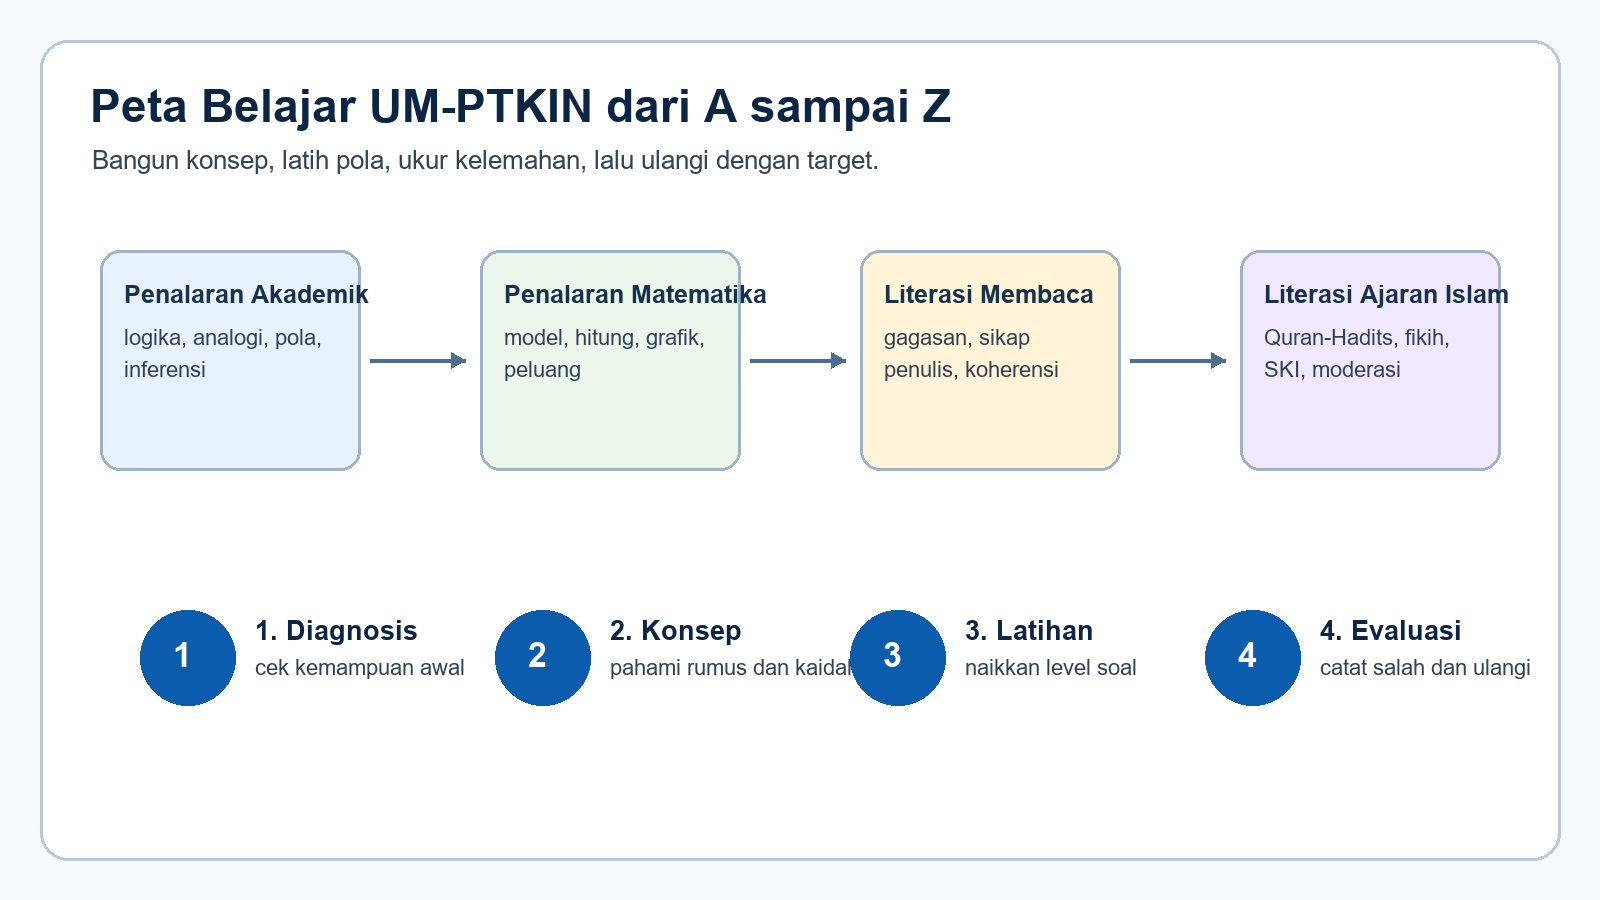 Peta Belajar UM-PTKIN dari A sampai Z
Bangun konsep, latih pola, ukur kelemahan, lalu ulangi dengan target.
Penalaran Akademik
logika, analogi, pola,
inferensi
Penalaran Matematika
model, hitung, grafik,
peluang
Literasi Membaca
gagasan, sikap
penulis, koherensi
Literasi Ajaran Islam
Quran-Hadits, fikih,
SKI, moderasi
1
1. Diagnosis
cek kemampuan awal
2
2. Konsep
pahami rumus dan kaidah
3
3. Latihan
naikkan level soal
4
4. Evaluasi
catat salah dan ulangi